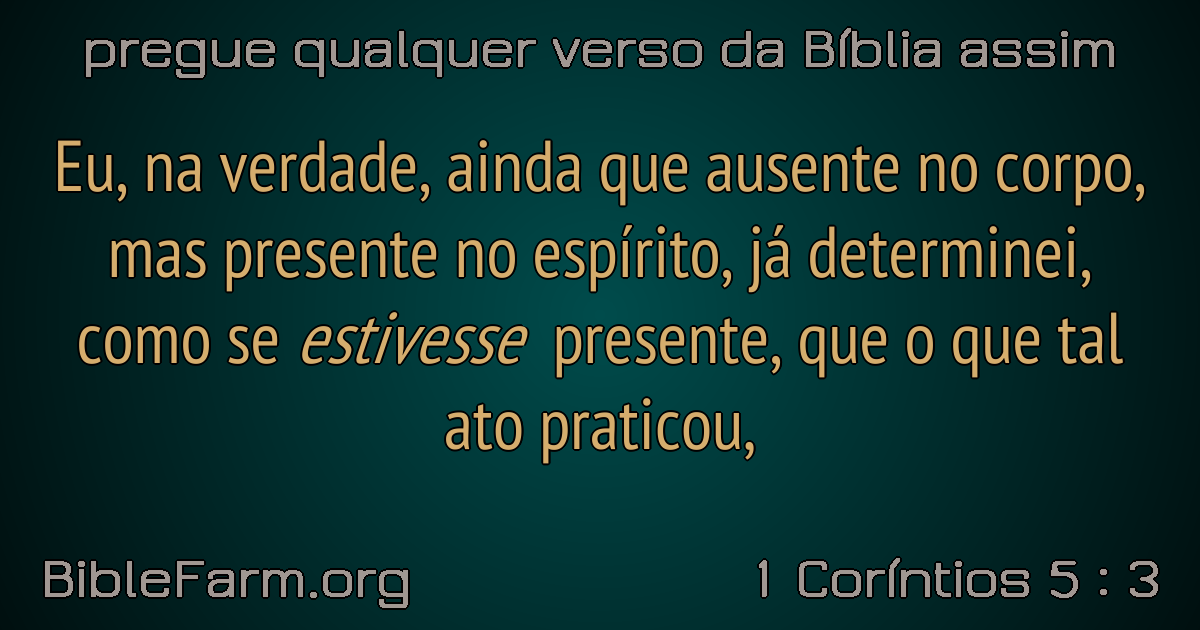 pregue qualquer verso da Bíblia assim
Eu, na verdade, ainda que ausente no corpo,
mas presente no espírito, já determinei,
como se estivesse presente, que o que tal
ato praticou,
BibleFarm.org
1 Coríntios 5 : 3